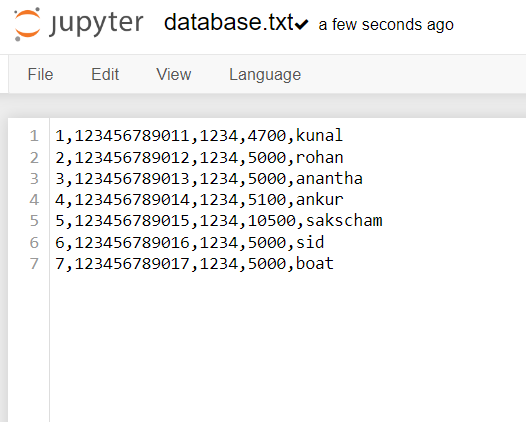 jupyter database.txt a few seconds ago
File Edit View Language
1 1,123456789011,1234,4700,kunal
2 2,123456789012,1234,5000,rohan
3 3,123456789013,1234,5000,anantha
4 4,123456789014,1234,5100,ankur
5 5,123456789015,1234,10500,sakscham
6 6,123456789016,1234,5000,sid
7 7,123456789017,1234,5000,boat